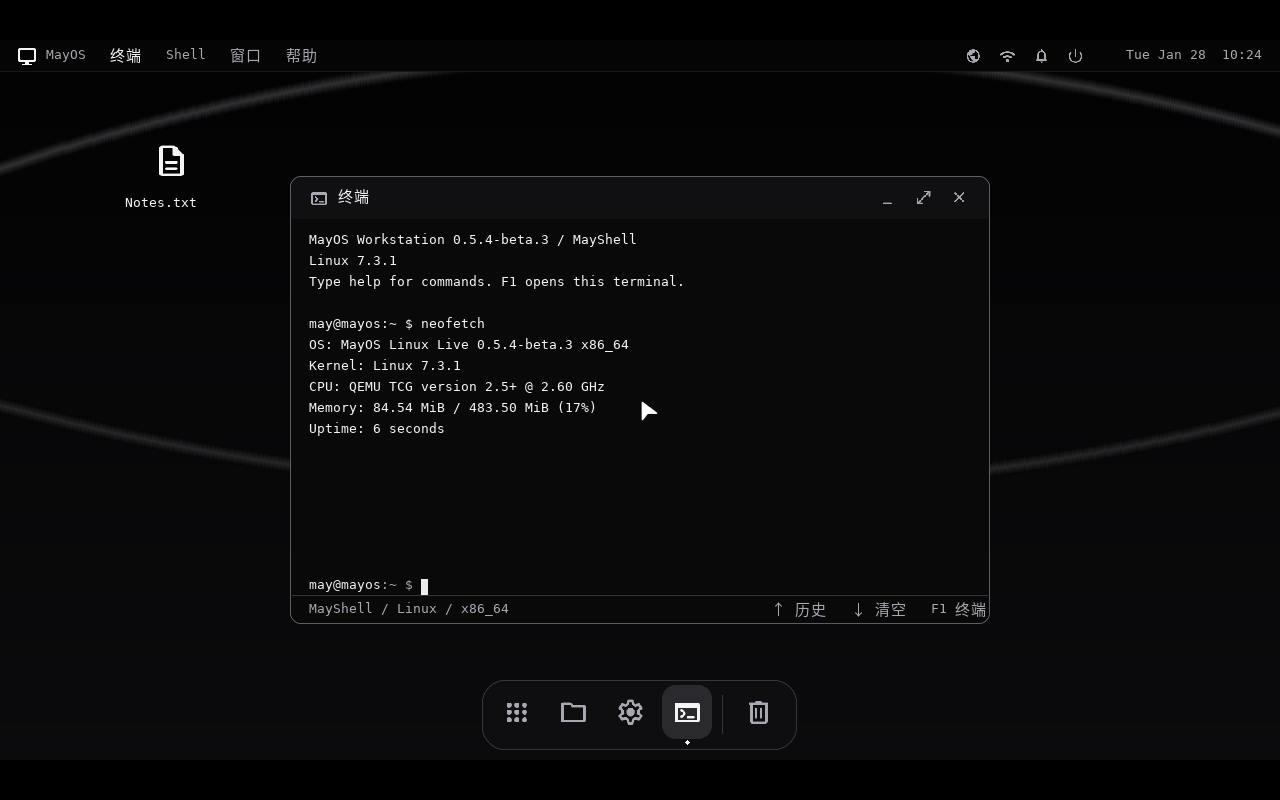 MayOS 终端 Shell 窗口 帮助 Tue Jan 28 10:24
Notes.txt
终端
MayOS Workstation 0.5.4-beta.3 / MayShell
Linux 7.3.1
Type help for commands. F1 opens this terminal.
may@mayos:~ $ neofetch
OS: MayOS Linux Live 0.5.4-beta.3 x86_64
Kernel: Linux 7.3.1
CPU: QEMU TCG version 2.5+ @ 2.60 GHz
Memory: 84.54 MiB / 483.50 MiB (17%)
Uptime: 6 seconds
may@mayos:~ $
MayShell / Linux / x86_64 ↑ 历史 ↓ 清空 F1 终端